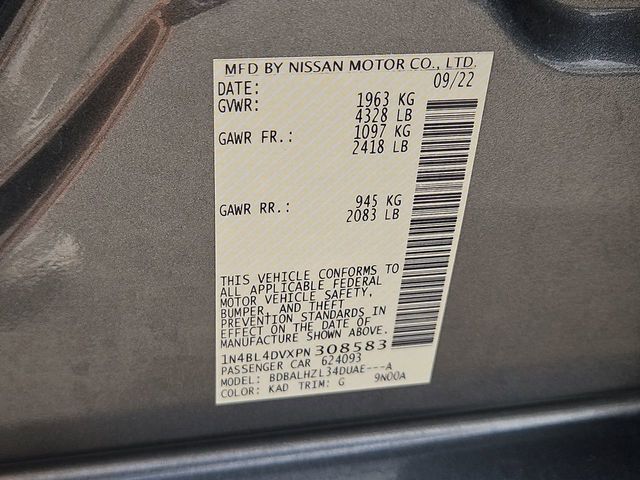 MFD BY NISSAN MOTOR CO., LTD.
DATE: 09/22
GVWR: 1963 KG
4328 LB
GAWR FR.: 1097 KG
2418 LB
GAWR RR.: 945 KG
2083 LB
THIS VEHICLE CONFORMS TO
ALL APPLICABLE FEDERAL
MOTOR VEHICLE SAFETY,
BUMPER, AND THEFT
PREVENTION STANDARDS IN
EFFECT ON THE DATE OF
MANUFACTURE SHOWN ABOVE.
1N4BL4DVXPN308583
PASSENGER CAR 624093
MODEL: BDBALHZL34DUAE---A
COLOR: KAD TRIM: G 9N00A